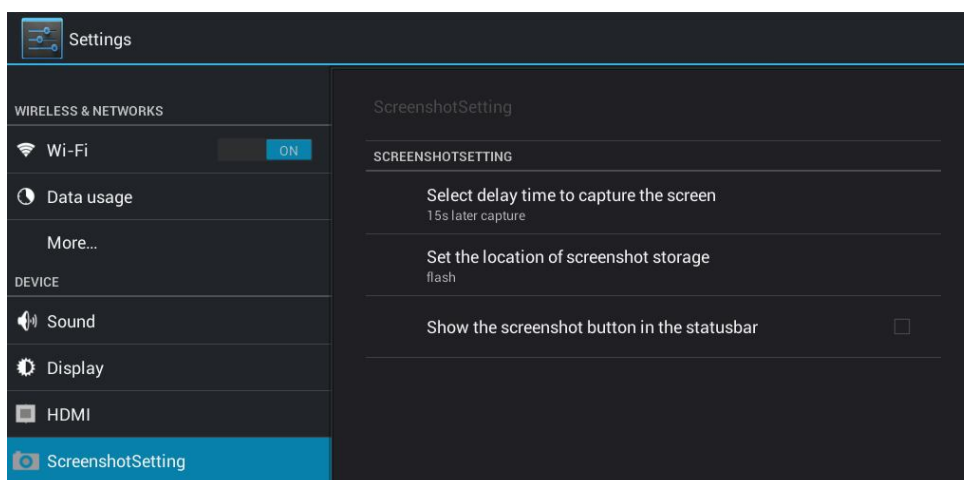 Settings
WIRELESS & NETWORKS
Wi-Fi
ON
Data usage
More...
DEVICE
Sound
Display
HDMI
ScreenshotSetting
ScreenshotSetting
SCREENSHOTSETTING
Select delay time to capture the screen
15s later capture
Set the location of screenshot storage
flash
Show the screenshot button in the statusbar